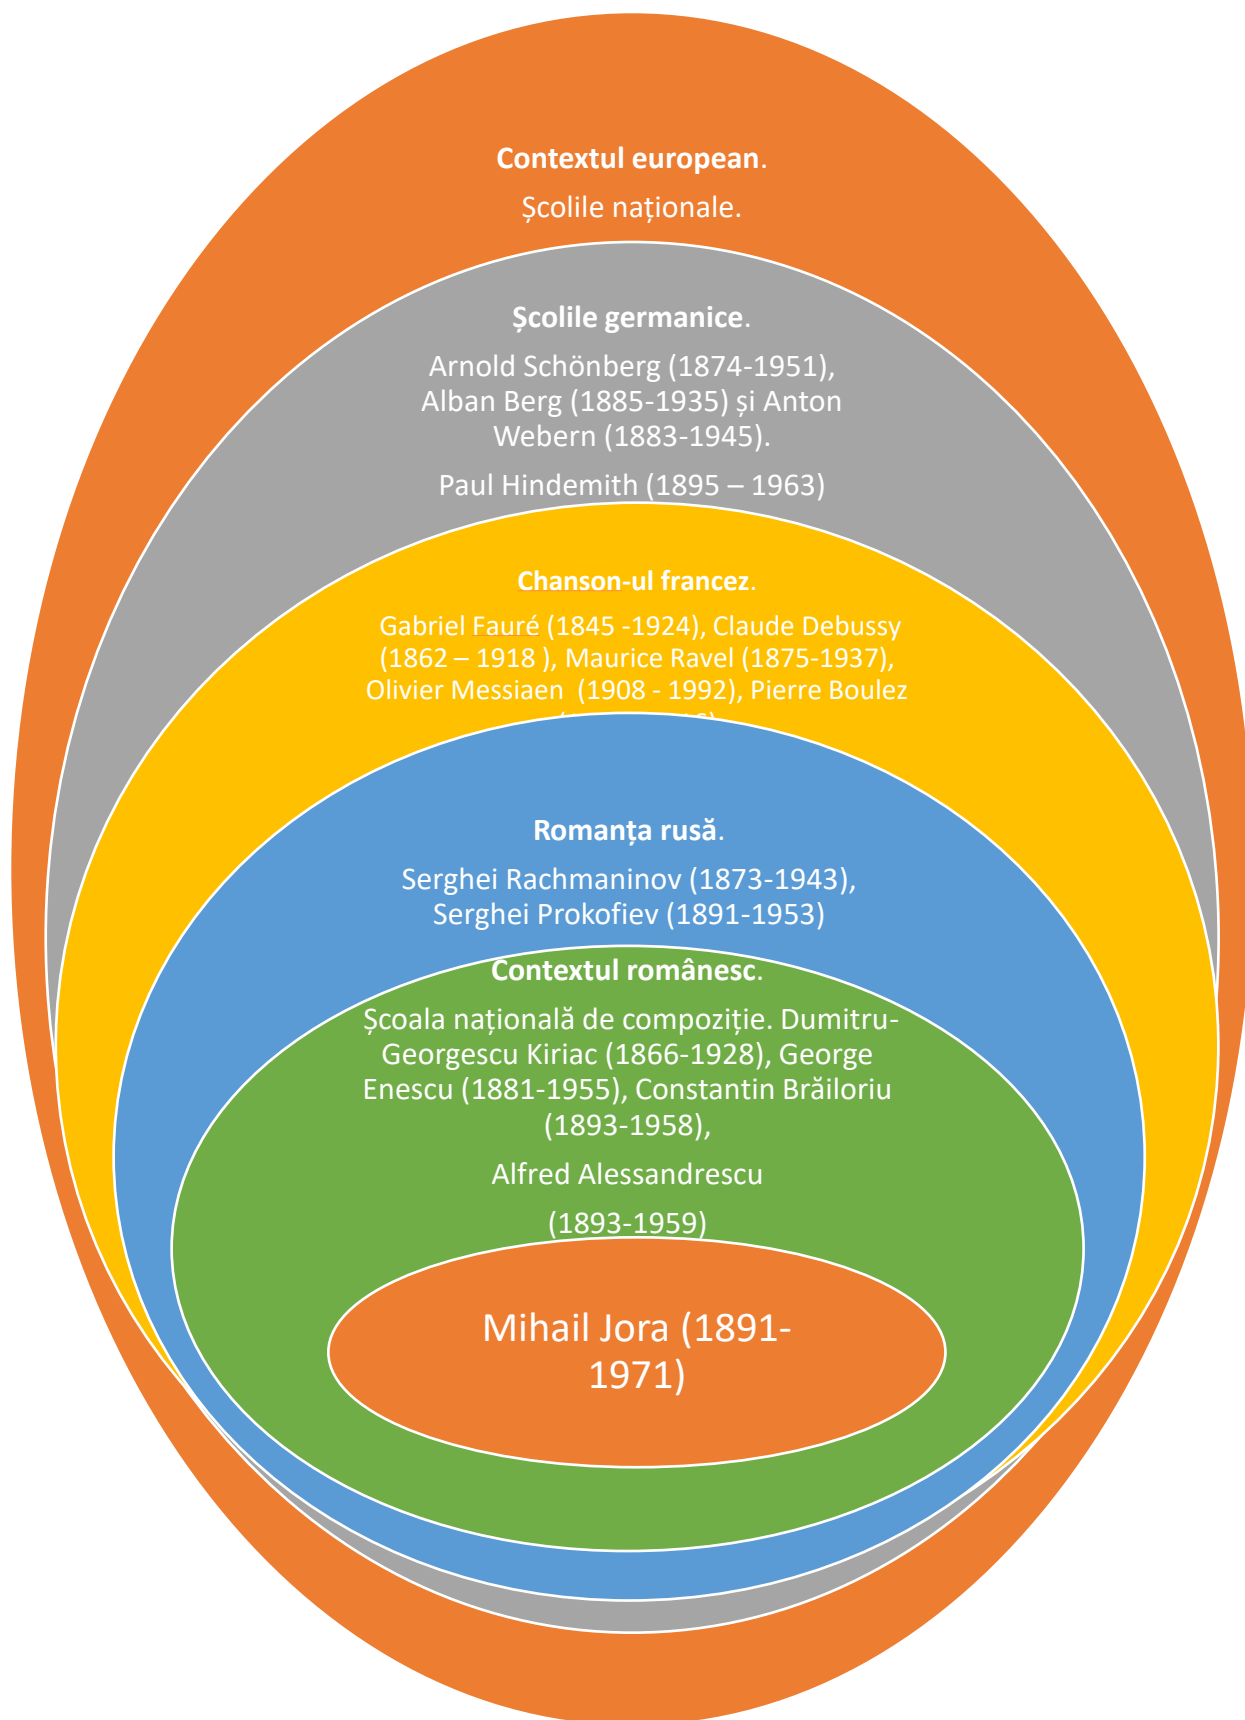 Contextul european.
Școlile naționale.
Școlile germanice.
Arnold Schönberg (1874-1951),
Alban Berg (1885-1935) și Anton
Webern (1883-1945).
Paul Hindemith (1895 – 1963)
Chanson-ul francez.
Gabriel Fauré (1845 -1924), Claude Debussy
(1862 – 1918 ), Maurice Ravel (1875-1937),
Olivier Messiaen  (1908 - 1992), Pierre Boulez
Romanța rusă.
Serghei Rachmaninov (1873-1943),
Serghei Prokofiev (1891-1953)
Contextul românesc.
Școala națională de compoziție. Dumitru-
Georgescu Kiriac (1866-1928), George
Enescu (1881-1955), Constantin Brăiloriu
(1893-1958),
Alfred Alessandrescu
(1893-1959)
Mihail Jora (1891-
1971)